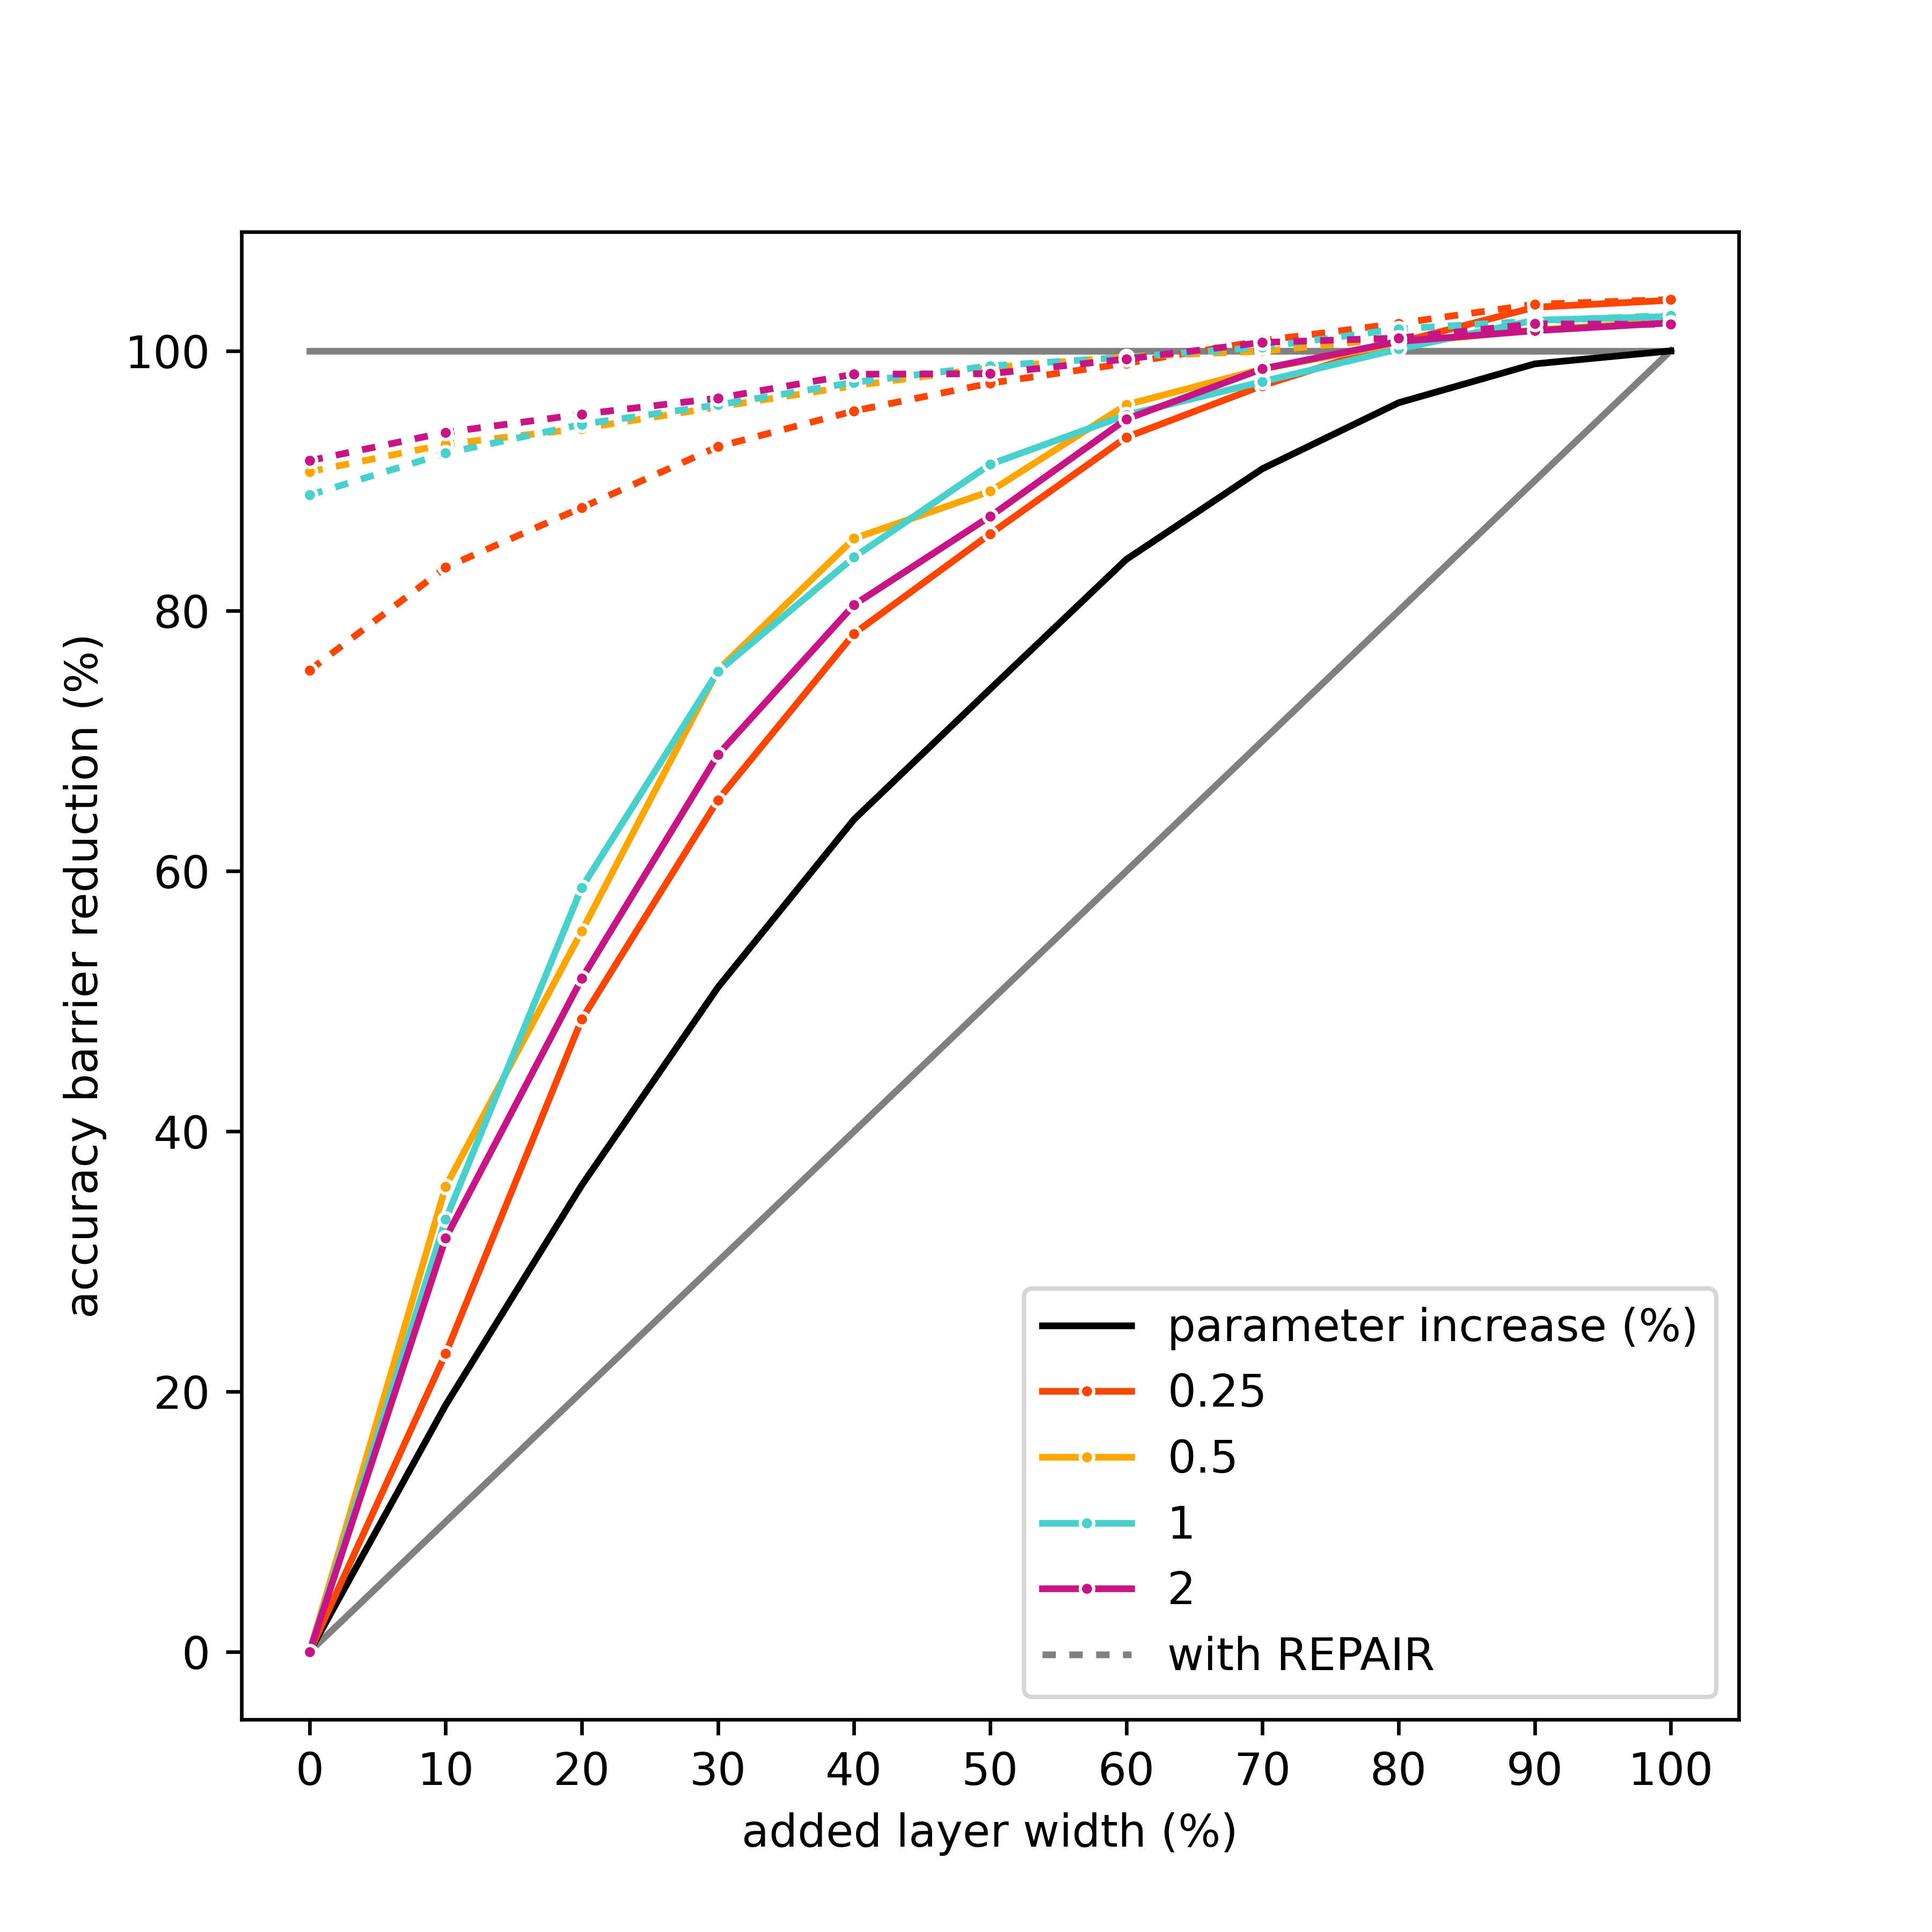 accuracy barrier reduction (%)
100
80
60
40
20
0
parameter increase (%)
0.25
0.5
1
2
with REPAIR
0 10 20 30 40 50 60 70 80 90 100
added layer width (%)